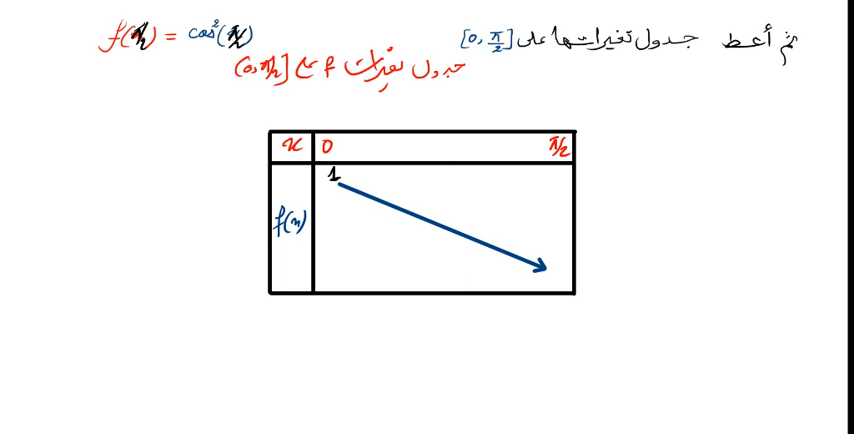 ثم أعط جدول تغيراتها على [0, π/2]
f( ) = cos²( )
جدول تغيرات f على [0, π/2]
x 0 π/2
1
f(x)